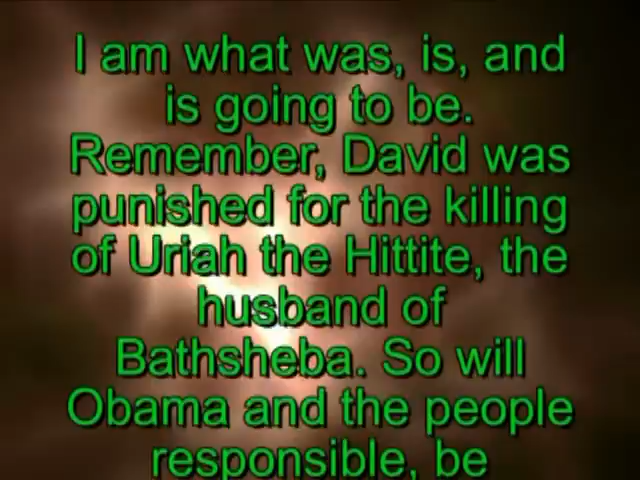 I am what was, is, and
is going to be.
Remember, David was
punished for the killing
of Uriah the Hittite, the
husband of
Bathsheba. So will
Obama and the people
responsible, be